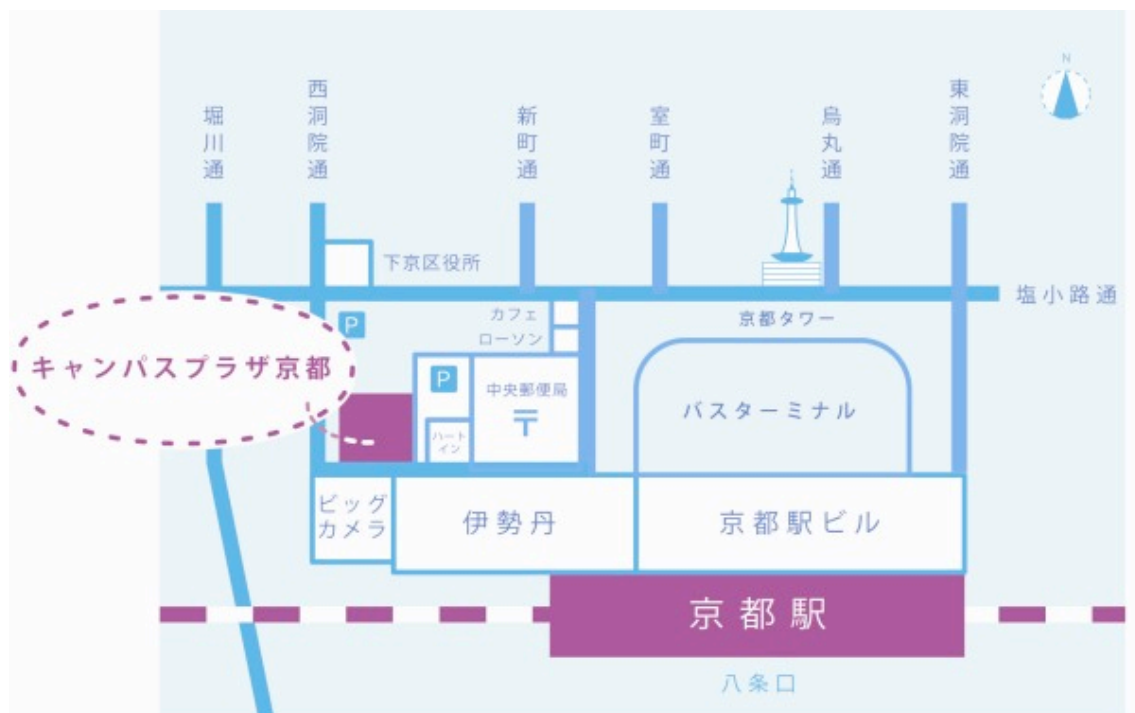 N
堀川通
西洞院通
新町通
室町通
烏丸通
東洞院通
下京区役所
塩小路通
P
カフェ
ローソン
京都タワー
キャンパスプラザ京都
P
中央郵便局
〒
バスターミナル
ハート
イン
ビッグ
カメラ
伊勢丹
京都駅ビル
京都駅
八条口